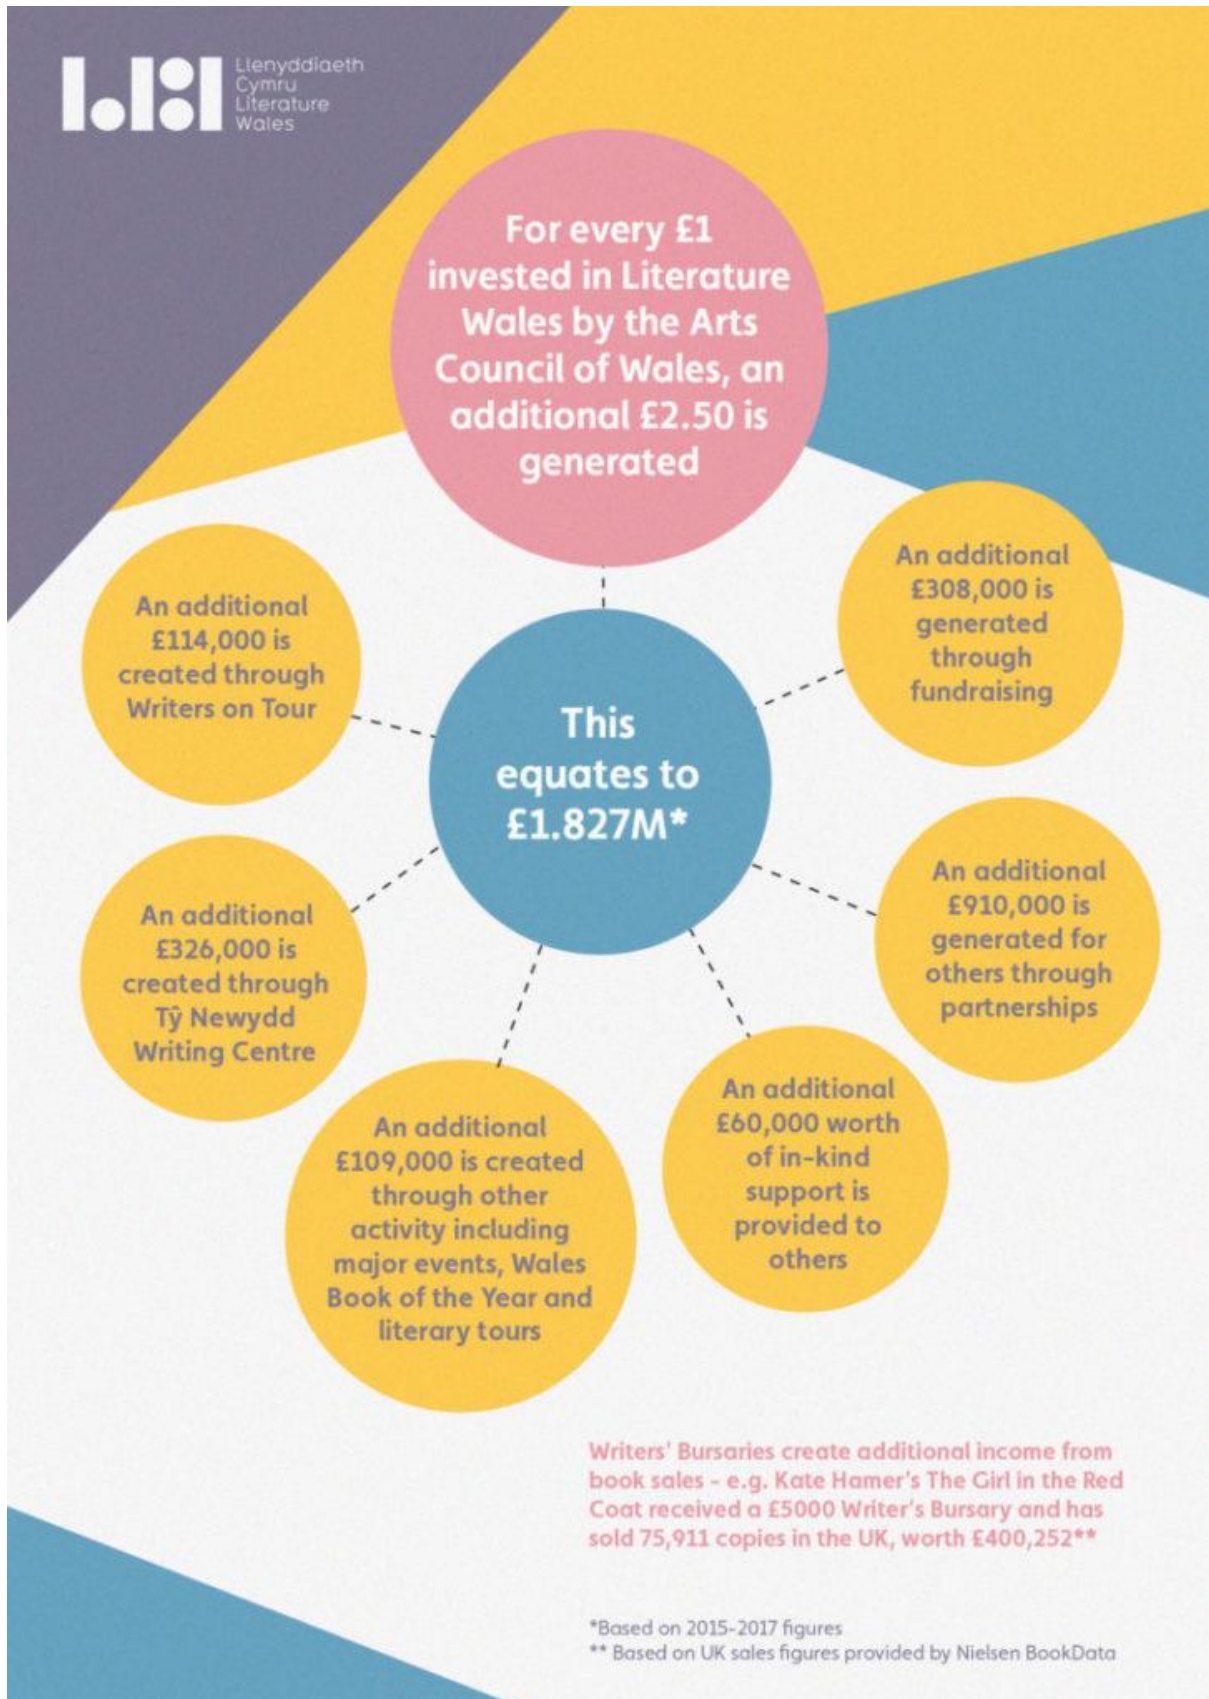 Llenyddiaeth
Cymru
Literature
Wales
For every £1
invested in Literature
Wales by the Arts
Council of Wales, an
additional £2.50 is
generated
This
equates to
£1.827M*
An additional
£114,000 is
created through
Writers on Tour
An additional
£326,000 is
created through
Tŷ Newydd
Writing Centre
An additional
£109,000 is created
through other
activity including
major events, Wales
Book of the Year and
literary tours
An additional
£60,000 worth
of in-kind
support is
provided to
others
An additional
£910,000 is
generated for
others through
partnerships
An additional
£308,000 is
generated
through
fundraising
Writers' Bursaries create additional income from
book sales - e.g. Kate Hamer's The Girl in the Red
Coat received a £5000 Writer's Bursary and has
sold 75,911 copies in the UK, worth £400,252**
*Based on 2015-2017 figures
** Based on UK sales figures provided by Nielsen BookData